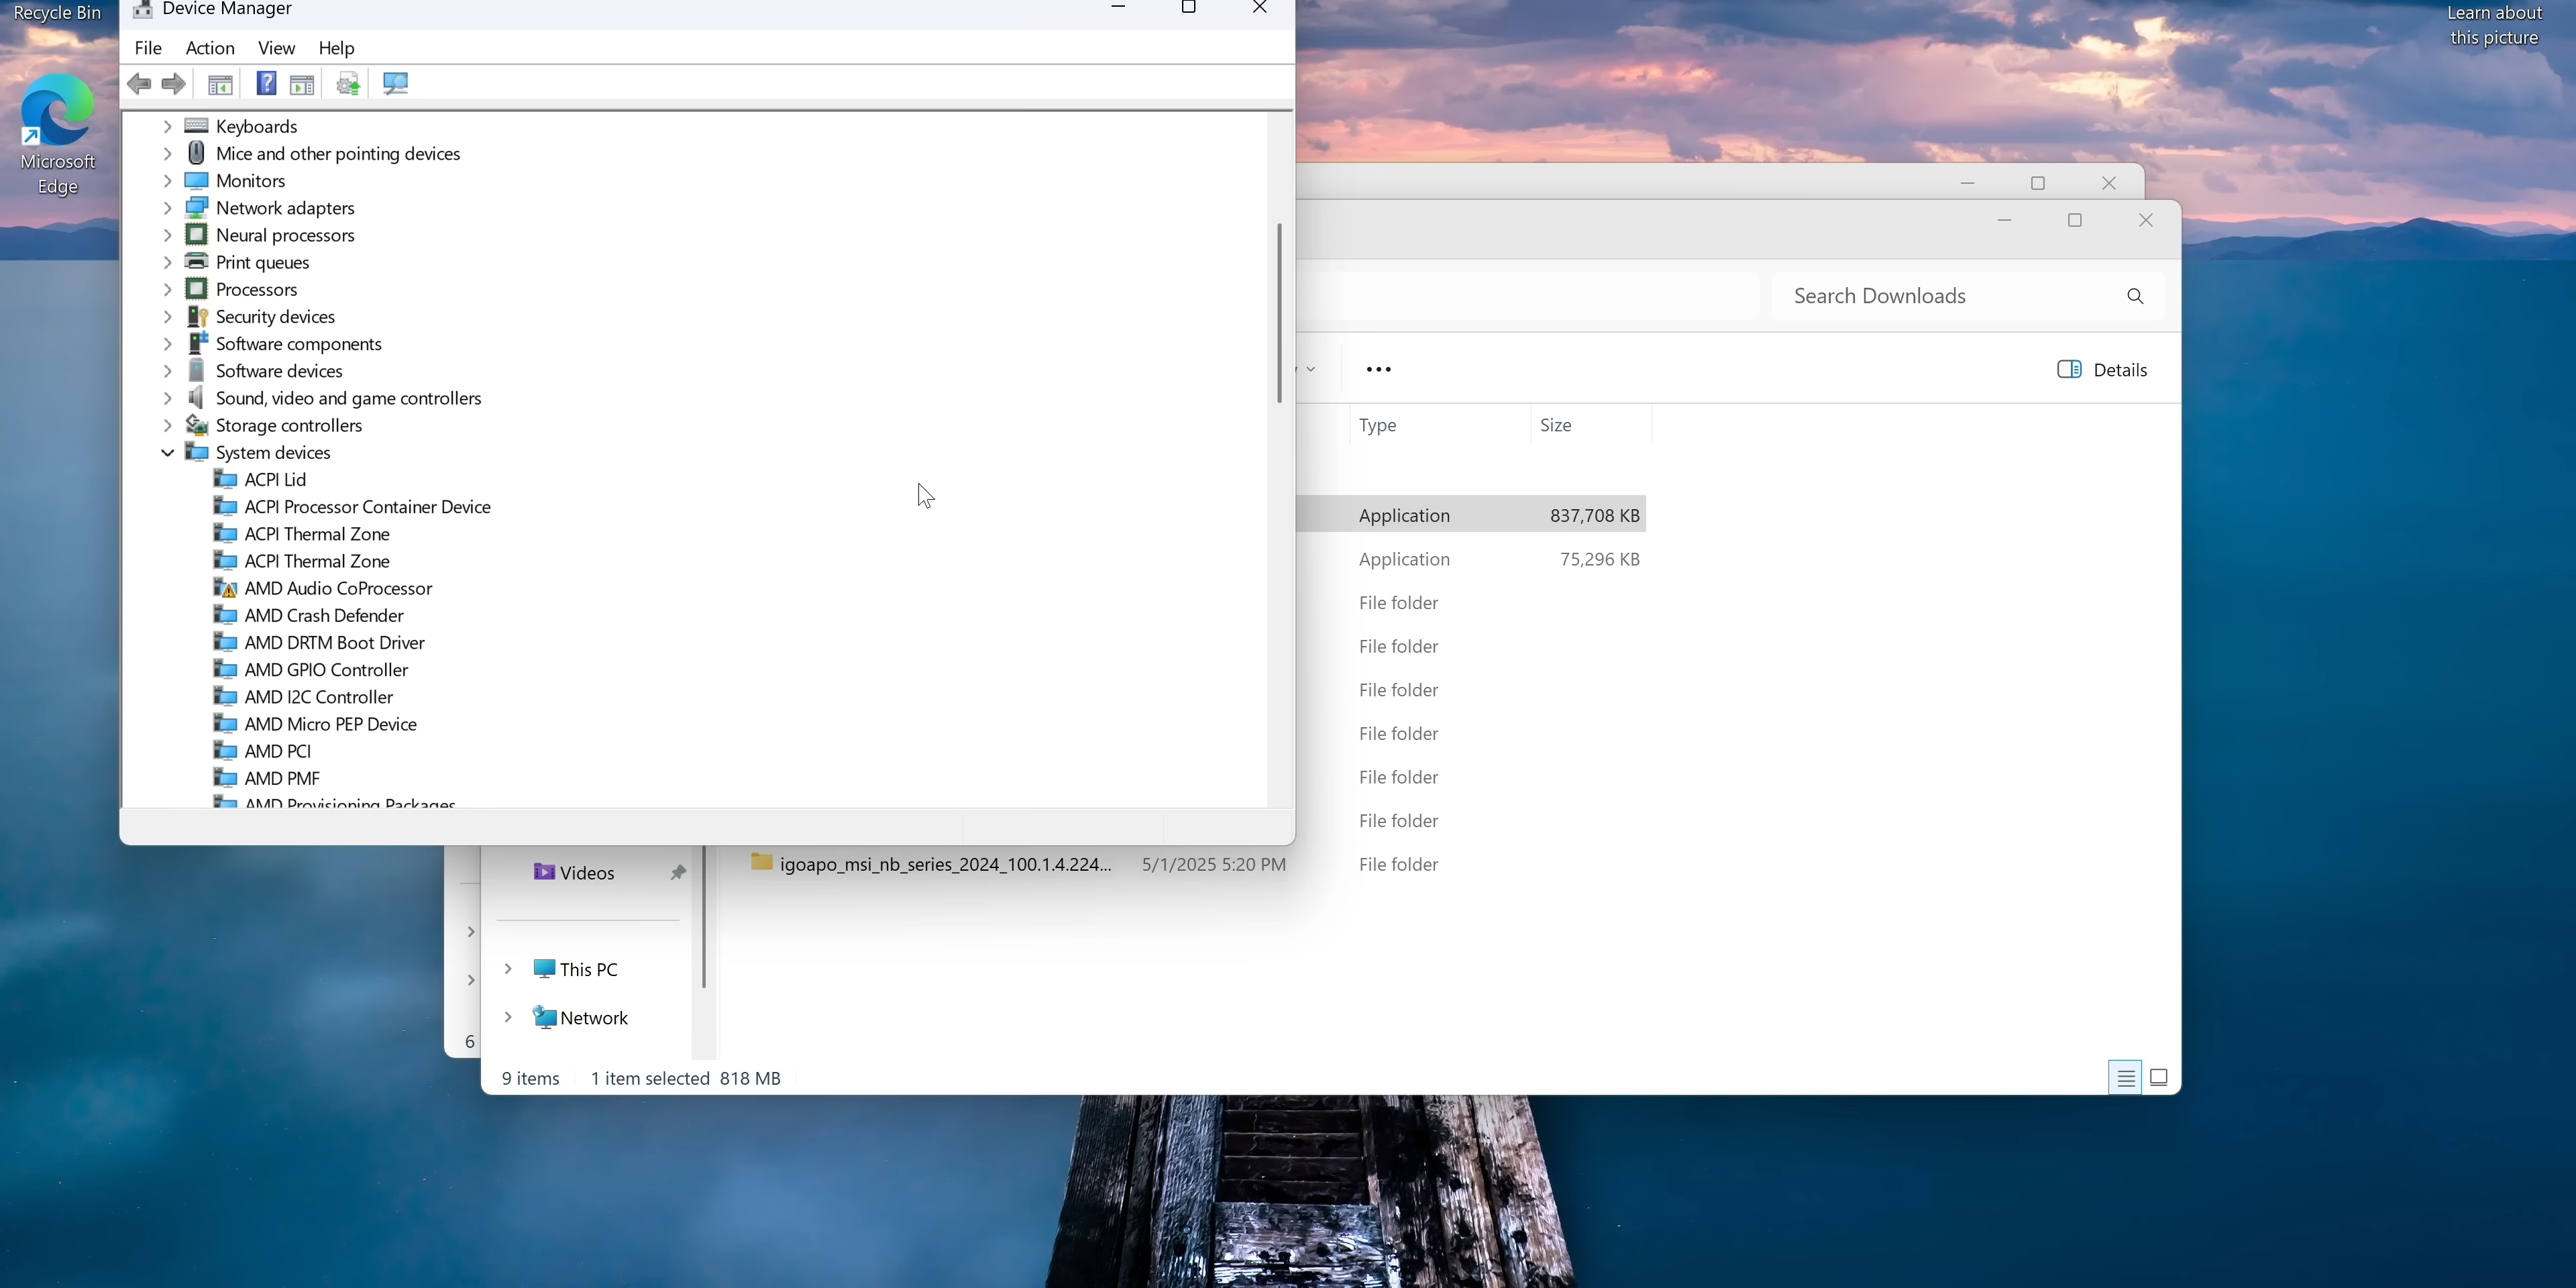 Recycle Bin
Microsoft
Edge
Learn about
this picture
Device Manager
File Action View Help
Keyboards
Mice and other pointing devices
Monitors
Network adapters
Neural processors
Print queues
Processors
Security devices
Software components
Software devices
Sound, video and game controllers
Storage controllers
System devices
ACPI Lid
ACPI Processor Container Device
ACPI Thermal Zone
ACPI Thermal Zone
AMD Audio CoProcessor
AMD Crash Defender
AMD DRTM Boot Driver
AMD GPIO Controller
AMD I2C Controller
AMD Micro PEP Device
AMD PCI
AMD PMF
AMD Provisioning Packages
Search Downloads
Details
Type Size
Application 837,708 KB
Application 75,296 KB
File folder
File folder
File folder
File folder
File folder
File folder
igoapo_msi_nb_series_2024_100.1.4.224... 5/1/2025 5:20 PM File folder
Videos
This PC
Network
6
9 items 1 item selected 818 MB